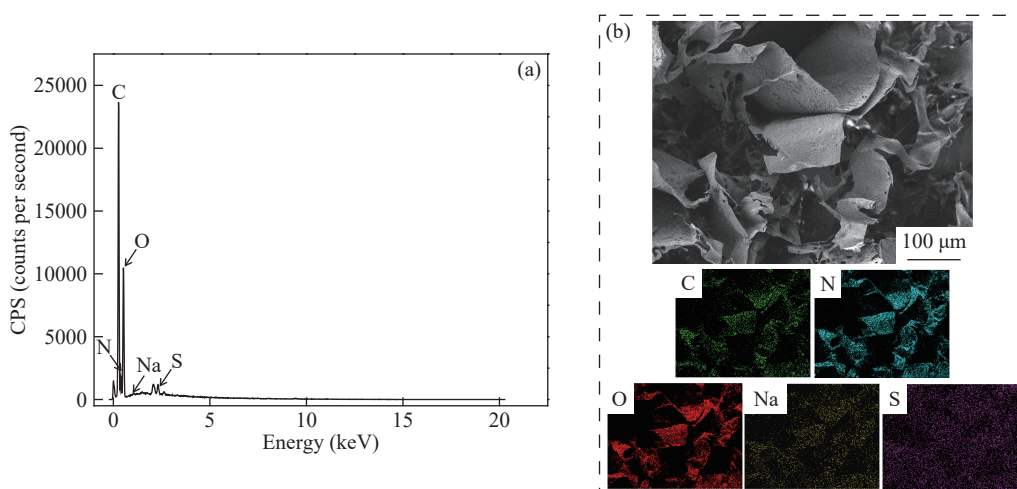 (a)
25000
20000
15000
10000
5000
0
CPS (counts per second)
C
O
N
Na
S
0
5
10
15
20
Energy (keV)
(b)
100 μm
C
N
O
Na
S